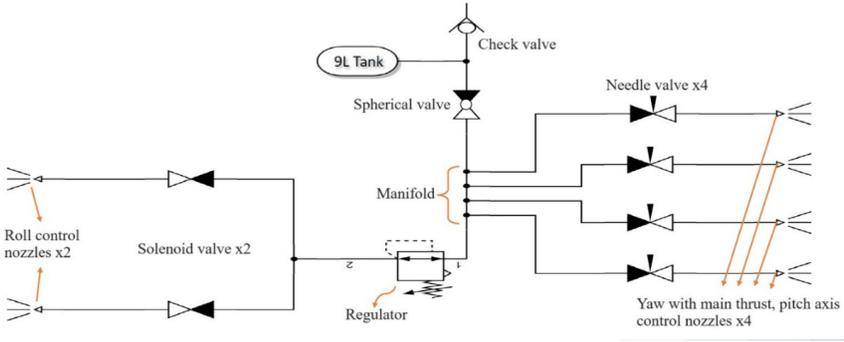 Check valve
9L Tank
Needle valve x4
Spherical valve
Manifold
Roll control
nozzles x2
Solenoid valve x2
2
1
Regulator
Yaw with main thrust, pitch axis
control nozzles x4